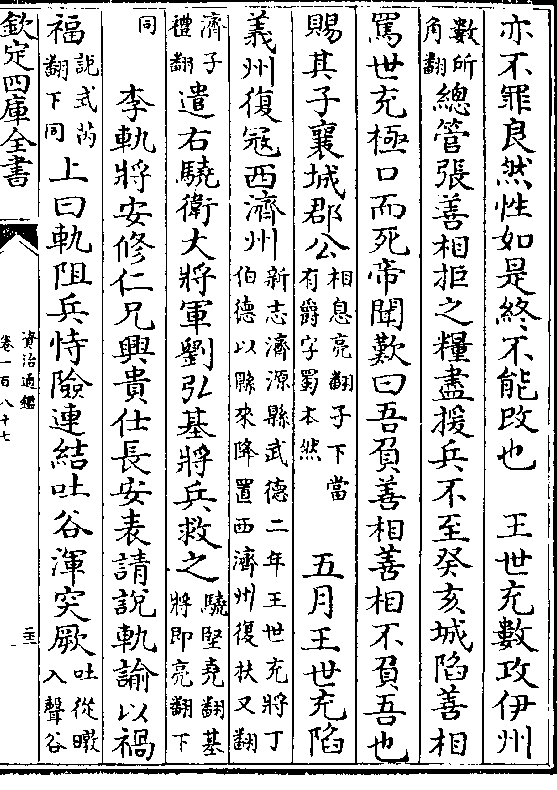 亦不罪良然性如是終不能改也　王世充數攻伊州
數所角翻總管張善相拒之糧盡援兵不至癸亥城陷善相
罵世充極口而死帝聞歎曰吾負善相善相不負吾也
賜其子襄城郡公相息亮翻子下當有爵字蜀本然　五月王世充陷
義州復冦西濟州新志濟源縣武德二年王世充將丁伯德以縣來降置西濟州復扶又翻
濟子禮翻遣右驍衛大將軍劉弘基將兵救之驍堅堯翻基將即亮翻下
同　李軌將安修仁兄興貴仕長安表請說軌諭以禍
福說式芮翻下同上曰軌阻兵恃險連結吐谷渾突厥吐從暾入聲谷
欽定四庫全書
資治通鑑
卷一百八十七